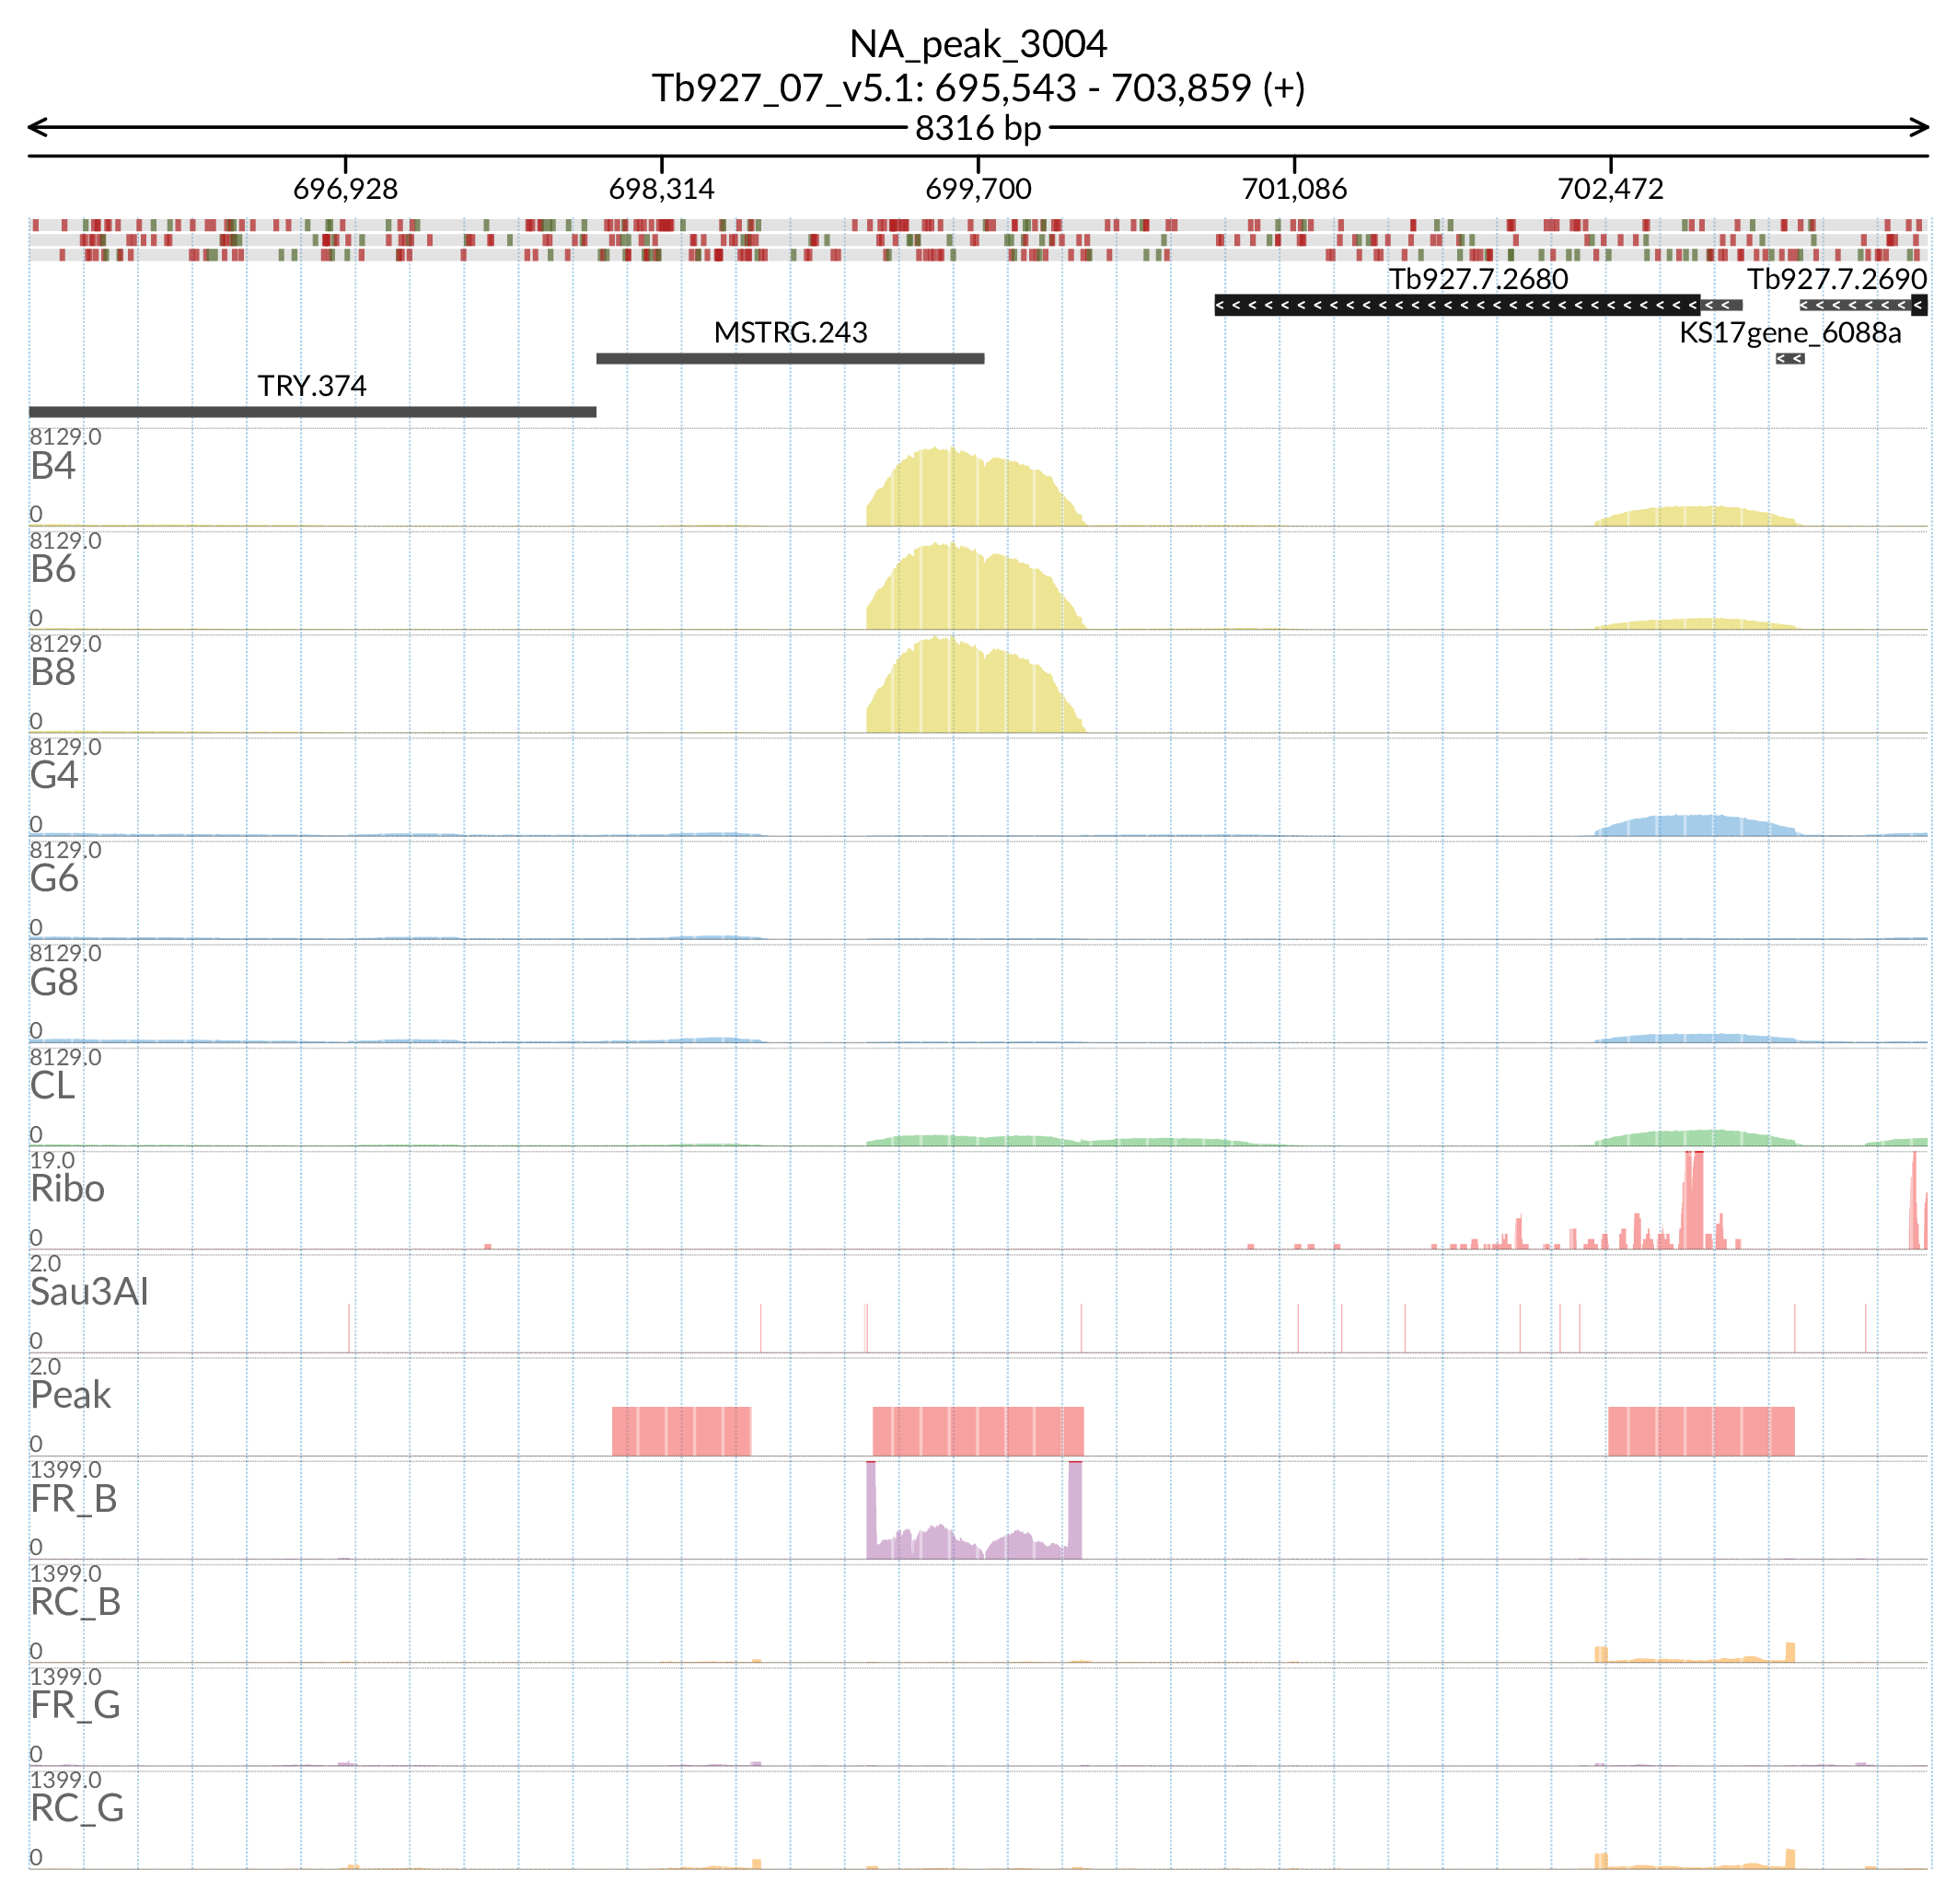 NA_peak_3004
Tb927_07_v5.1: 695,543 - 703,859 (+)
8316 bp
696,928 698,314 699,700 701,086 702,472
Tb927.7.2680 Tb927.7.2690
MSTRG.243 KS17gene_6088a
TRY.374
8129.0
B4
0
8129.0
B6
0
8129.0
B8
0
8129.0
G4
0
8129.0
G6
0
8129.0
G8
0
8129.0
CL
0
19.0
Ribo
0
2.0
Sau3AI
0
2.0
Peak
0
1399.0
FR_B
0
1399.0
RC_B
0
1399.0
FR_G
0
1399.0
RC_G
0